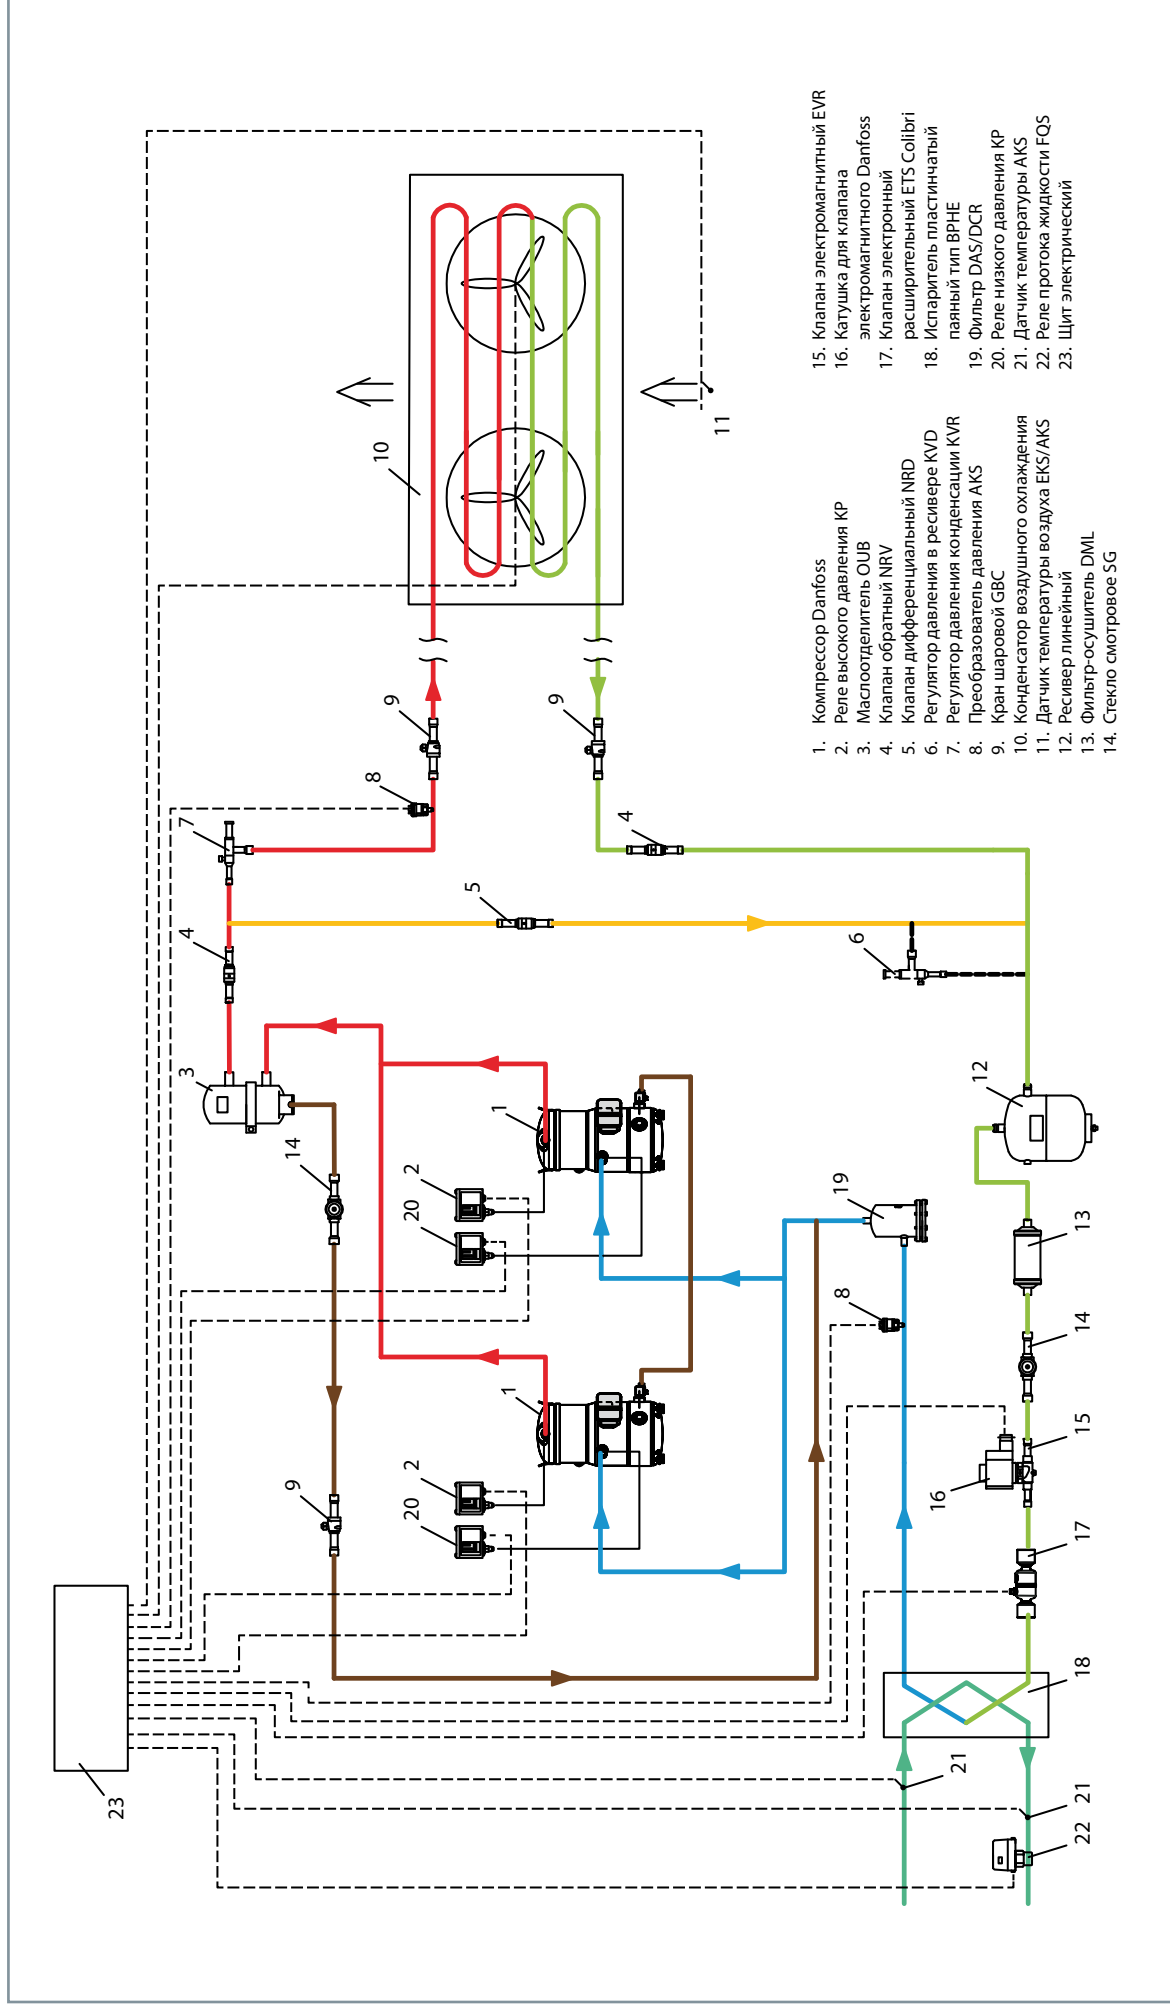 23
3
4
7
9
14
8
10
9
20
2
20
2
5
1
1
9
4
11
8
19
6
16
21
12
22
21
18
17
15
14
13
1. Компрессор Danfoss
2. Реле высокого давления KP
3. Маслоотделитель OUB
4. Клапан обратный NRV
5. Клапан дифференциальный NRD
6. Регулятор давления в ресивере KVD
7. Регулятор давления конденсации KVR
8. Преобразователь давления AKS
9. Кран шаровой GBC
10. Конденсатор воздушного охлаждения
11. Датчик температуры воздуха EKS/AKS
12. Ресивер линейный
13. Фильтр-осушитель DML
14. Стекло смотровое SG
15. Клапан электромагнитный EVR
16. Катушка для клапана
электромагнитного Danfoss
17. Клапан электронный
расширительный ETS Colibri
18. Испаритель пластинчатый
паяный тип BPHE
19. Фильтр DAS/DCR
20. Реле низкого давления KP
21. Датчик температуры AKS
22. Реле протока жидкости FQS
23. Щит электрический